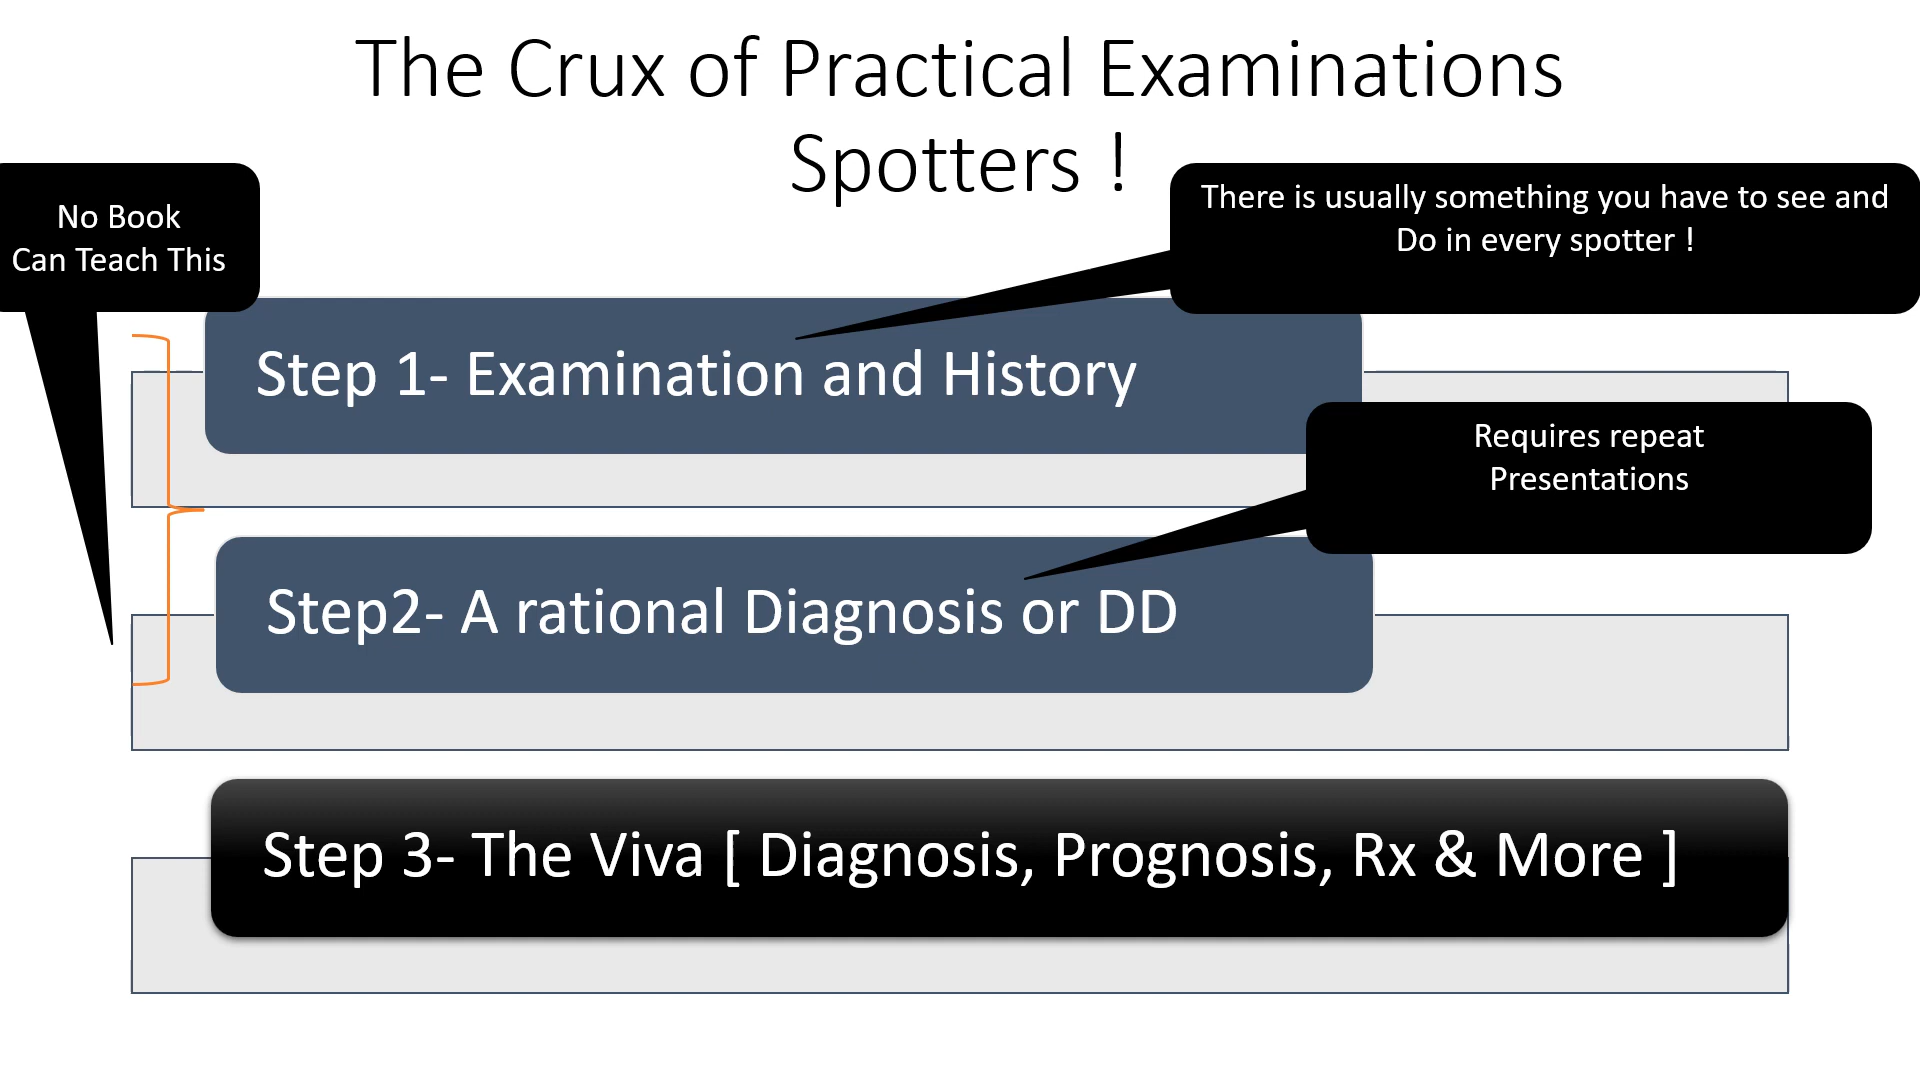 The Crux of Practical Examinations
Spotters !
No Book
Can Teach This
There is usually something you have to see and
Do in every spotter !
Step 1- Examination and History
Requires repeat
Presentations
Step2- A rational Diagnosis or DD
Step 3- The Viva [ Diagnosis, Prognosis, Rx & More ]